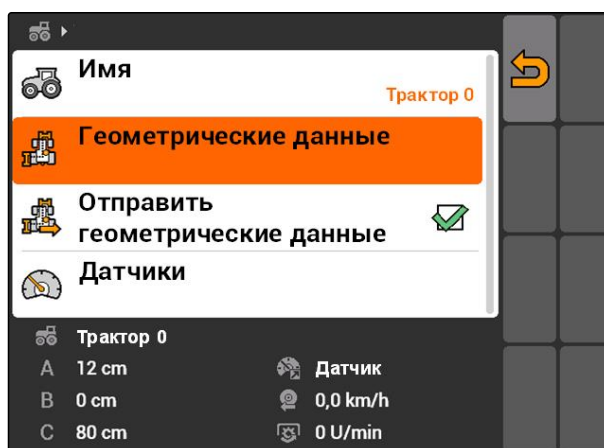 Имя
Трактор 0
Геометрические данные
Отправить
геометрические данные
Датчики
Трактор 0
A 12 cm Датчик
B 0 cm 0,0 km/h
C 80 cm 0 U/min